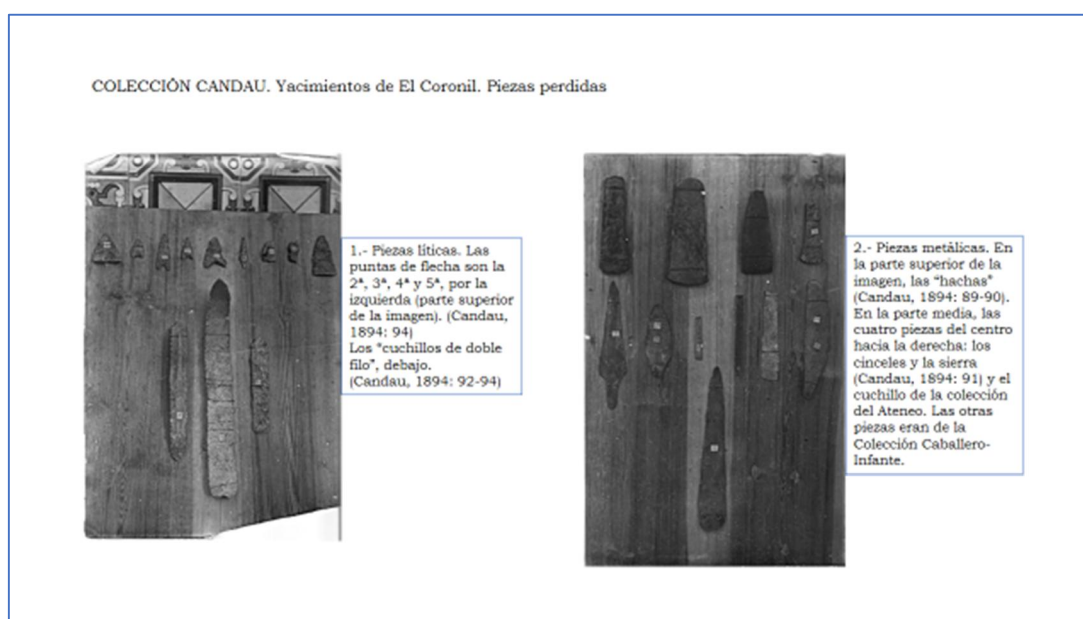 COLECCIÓN CANDAU. Yacimientos de El Coronil. Piezas perdidas
1.- Piezas líticas. Las
puntas de flecha son la
2ª, 3ª, 4ª y 5ª, por la
izquierda (parte superior
de la imagen). (Candau,
1894: 94)
Los “cuchillos de doble
filo”, debajo.
(Candau, 1894: 92-94)
2.- Piezas metálicas. En
la parte superior de la
imagen, las “hachas”
(Candau, 1894: 89-90).
En la parte media, las
cuatro piezas del centro
hacia la derecha: los
cinceles y la sierra
(Candau, 1894: 91) y el
cuchillo de la colección
del Ateneo. Las otras
piezas eran de la
Colección Caballero-
Infante.